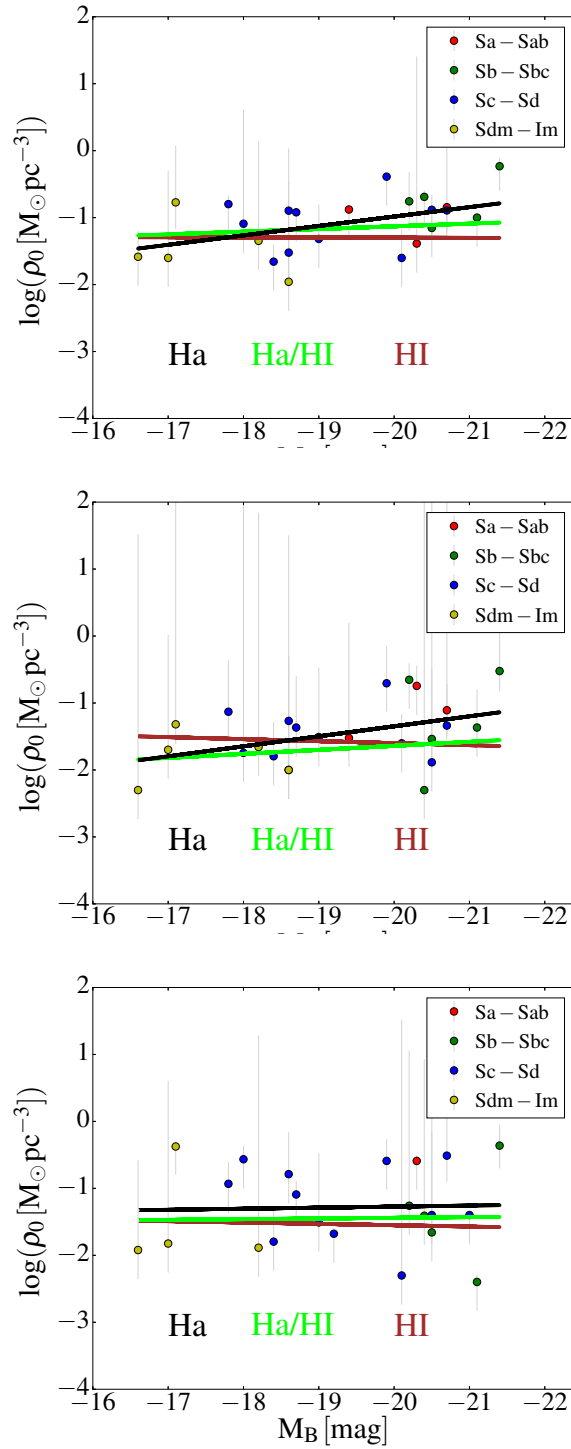 2
1
0
−1
−2
−3
−4
log(ρ₀ [M⊙ pc⁻³])
Sa − Sab
Sb − Sbc
Sc − Sd
Sdm − Im
Ha Ha/HI HI
−16 −17 −18 −19 −20 −21 −22
2
1
0
−1
−2
−3
−4
log(ρ₀ [M⊙ pc⁻³])
Sa − Sab
Sb − Sbc
Sc − Sd
Sdm − Im
Ha Ha/HI HI
−16 −17 −18 −19 −20 −21 −22
2
1
0
−1
−2
−3
−4
log(ρ₀ [M⊙ pc⁻³])
Sa − Sab
Sb − Sbc
Sc − Sd
Sdm − Im
Ha Ha/HI HI
−16 −17 −18 −19 −20 −21 −22
M_B [mag]